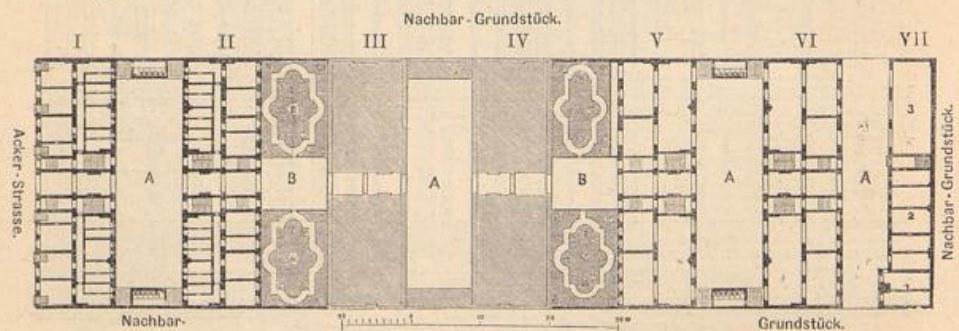 Nachbar-Grundstück.
I II III IV V VI VII
Acker-Strasse.
A B A B A A
3
2
1
Nachbar-Grundstück.
Nachbar- Grundstück.